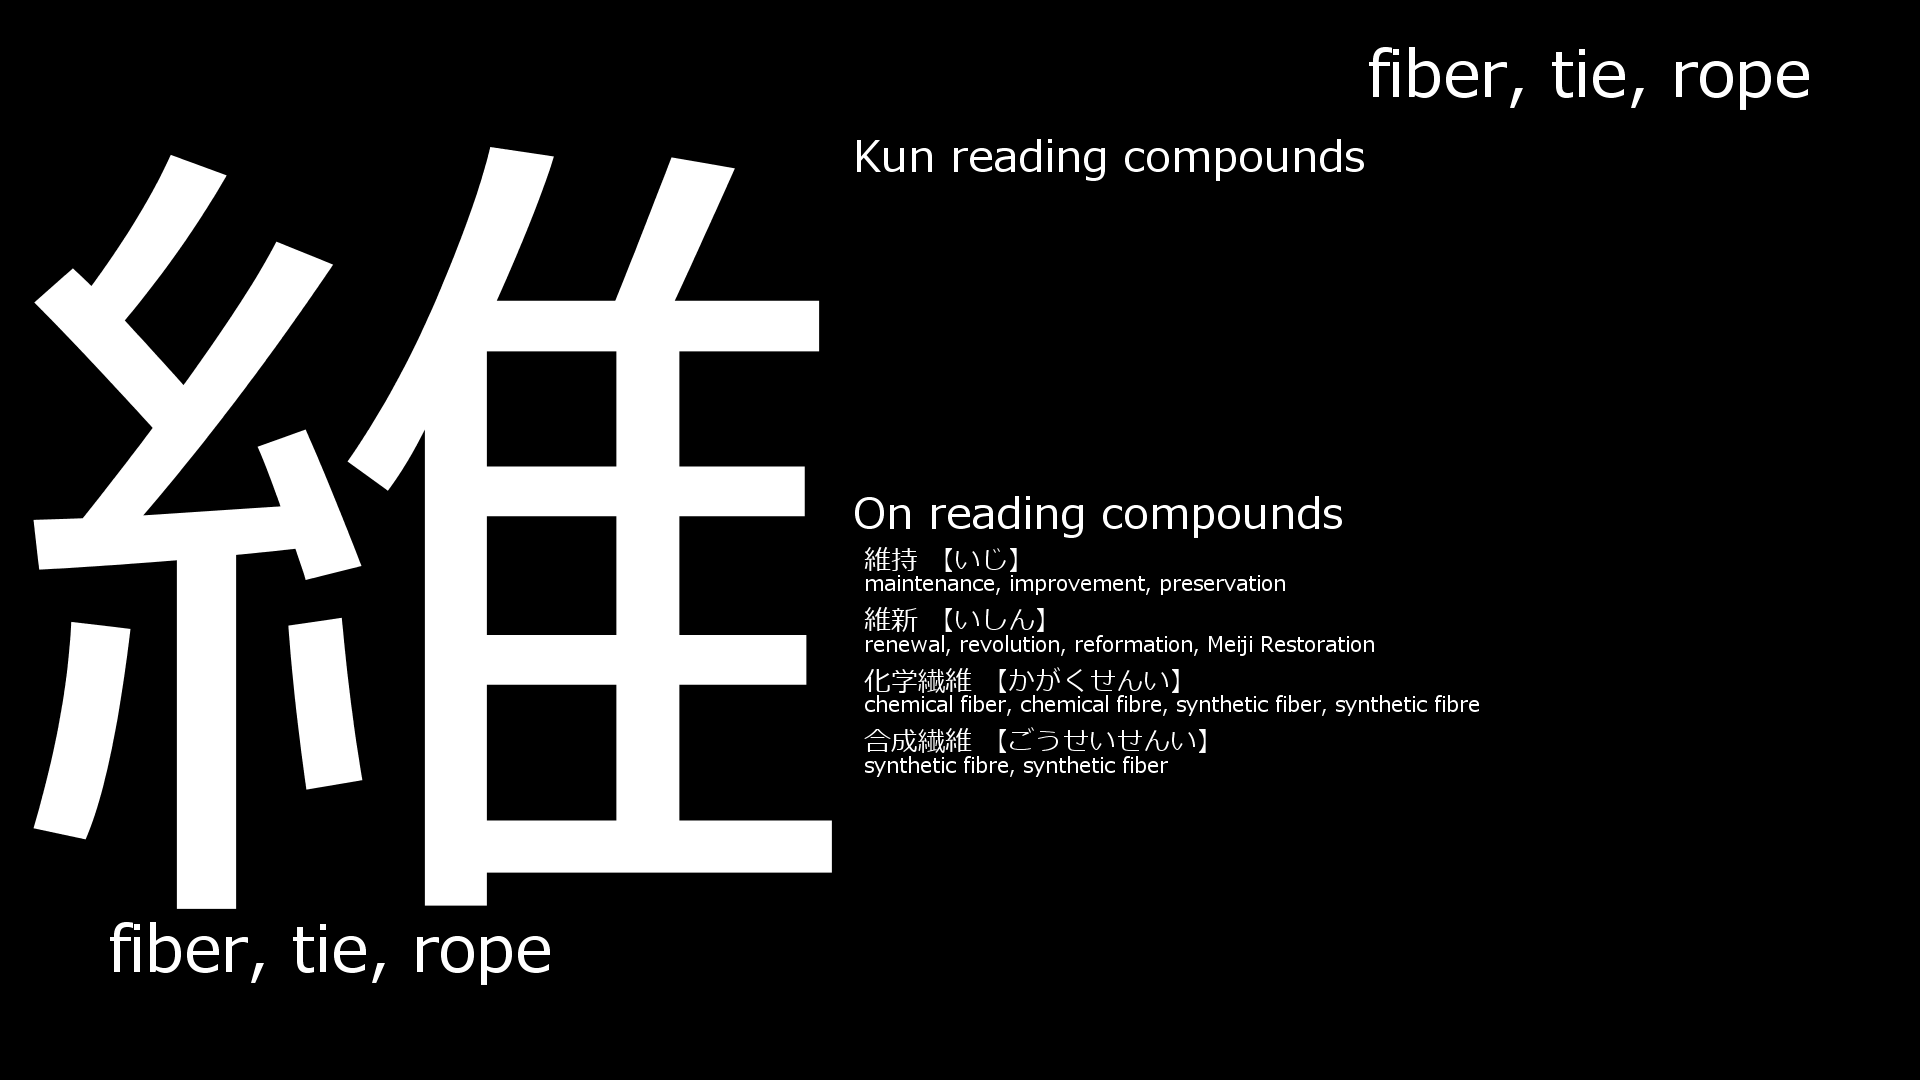 fiber, tie, rope
維
Kun reading compounds
On reading compounds
維持 【いじ】
maintenance, improvement, preservation
維新 【いしん】
renewal, revolution, reformation, Meiji Restoration
化学繊維 【かがくせんい】
chemical fiber, chemical fibre, synthetic fiber, synthetic fibre
合成繊維 【ごうせいせんい】
synthetic fibre, synthetic fiber
fiber, tie, rope